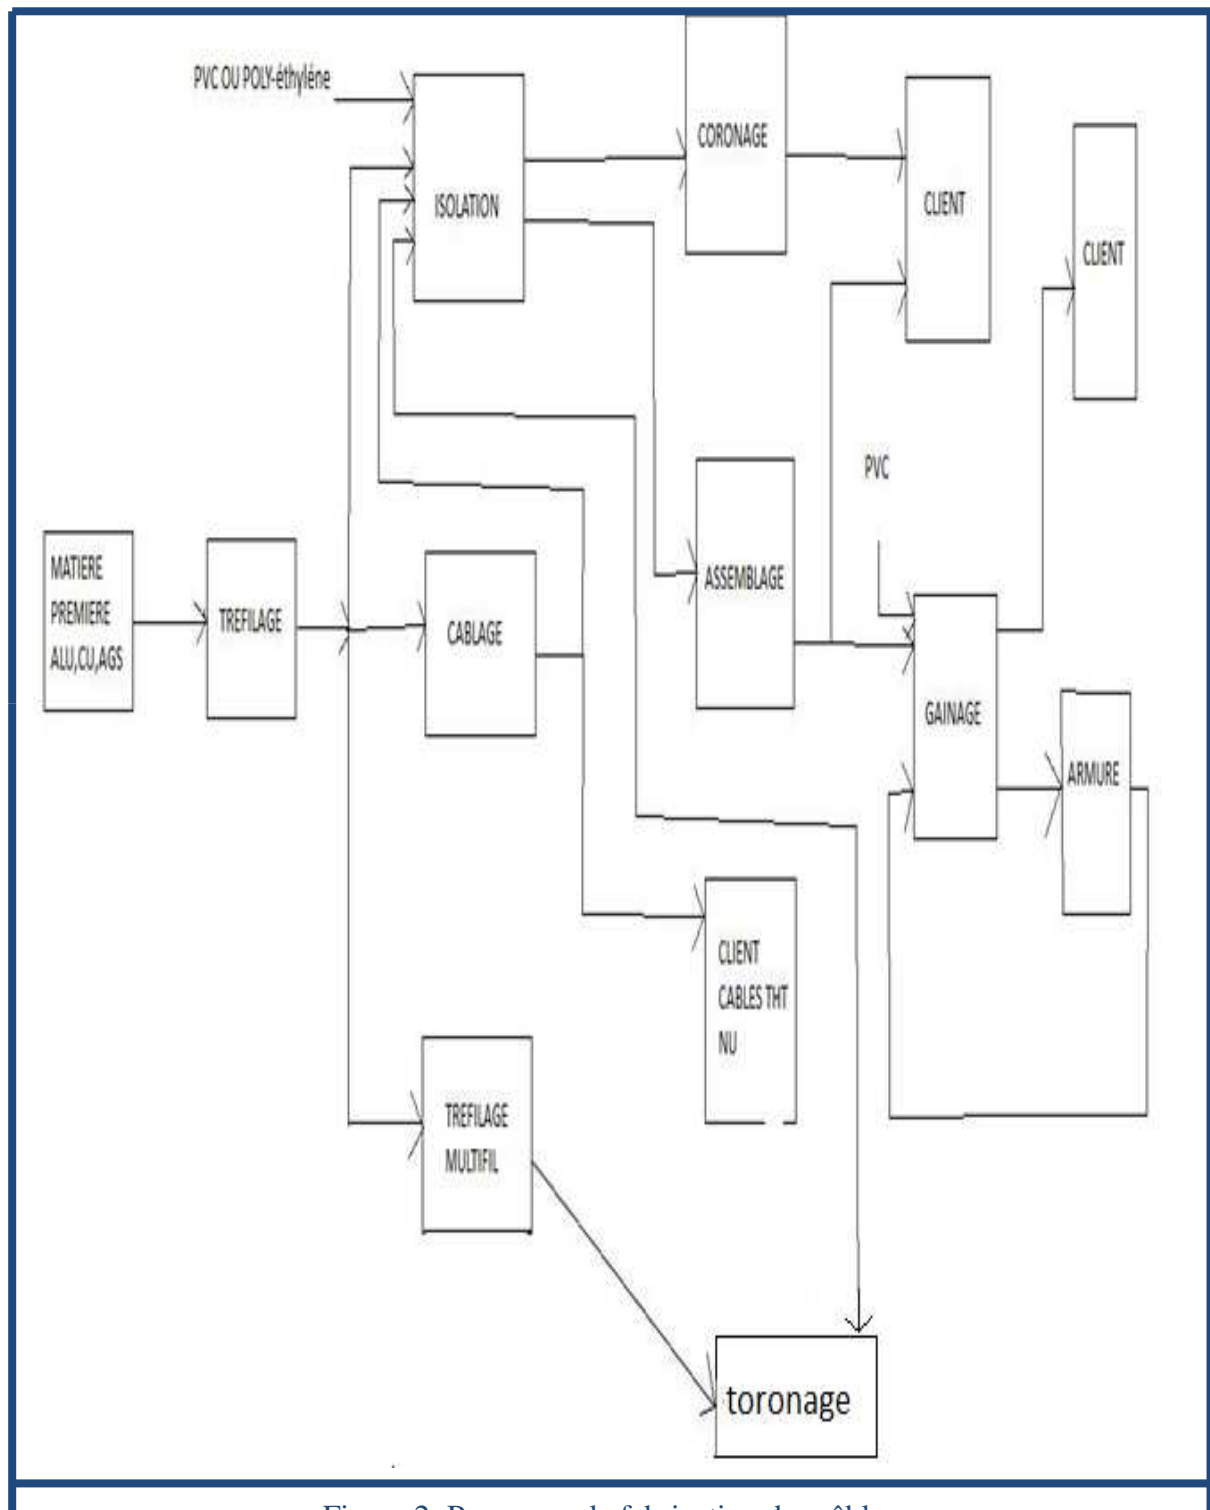 PVC OU POLY-éthyléne
ISOLATION
CORONAGE
CLIENT
CLIENT
PVC
MATIERE
PREMIERE
ALU,CU,AGS
TREFILAGE
CABLAGE
ASSEMBLAGE
GAINAGE
ARMURE
CLIENT
CABLES THT
NU
TREFILAGE
MULTIFIL
toronage